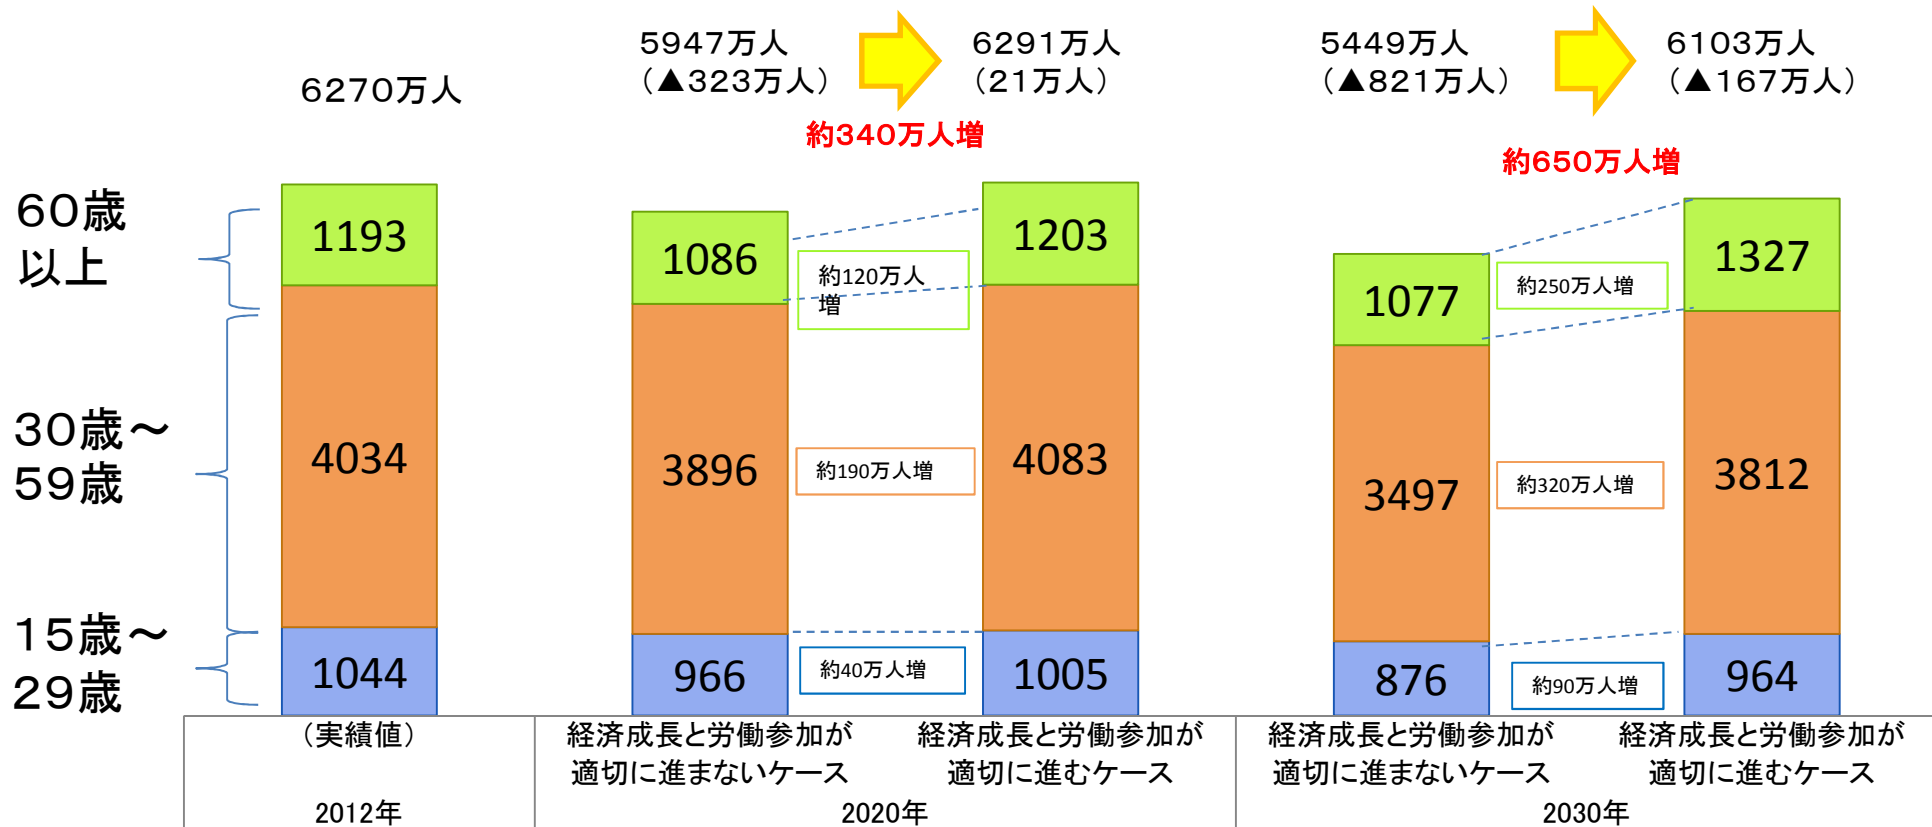 6270万人
5947万人
（▲323万人）
6291万人
（21万人）
約340万人増
5449万人
（▲821万人）
6103万人
（▲167万人）
約650万人増
60歳
以上
30歳～
59歳
15歳～
29歳
1193
4034
1044
1086
3896
966
約120万人
増
約190万人増
約40万人増
1203
4083
1005
1077
3497
876
約250万人増
約320万人増
約90万人増
1327
3812
964
（実績値）
2012年
経済成長と労働参加が
適切に進まないケース
経済成長と労働参加が
適切に進むケース
2020年
経済成長と労働参加が
適切に進まないケース
経済成長と労働参加が
適切に進むケース
2030年